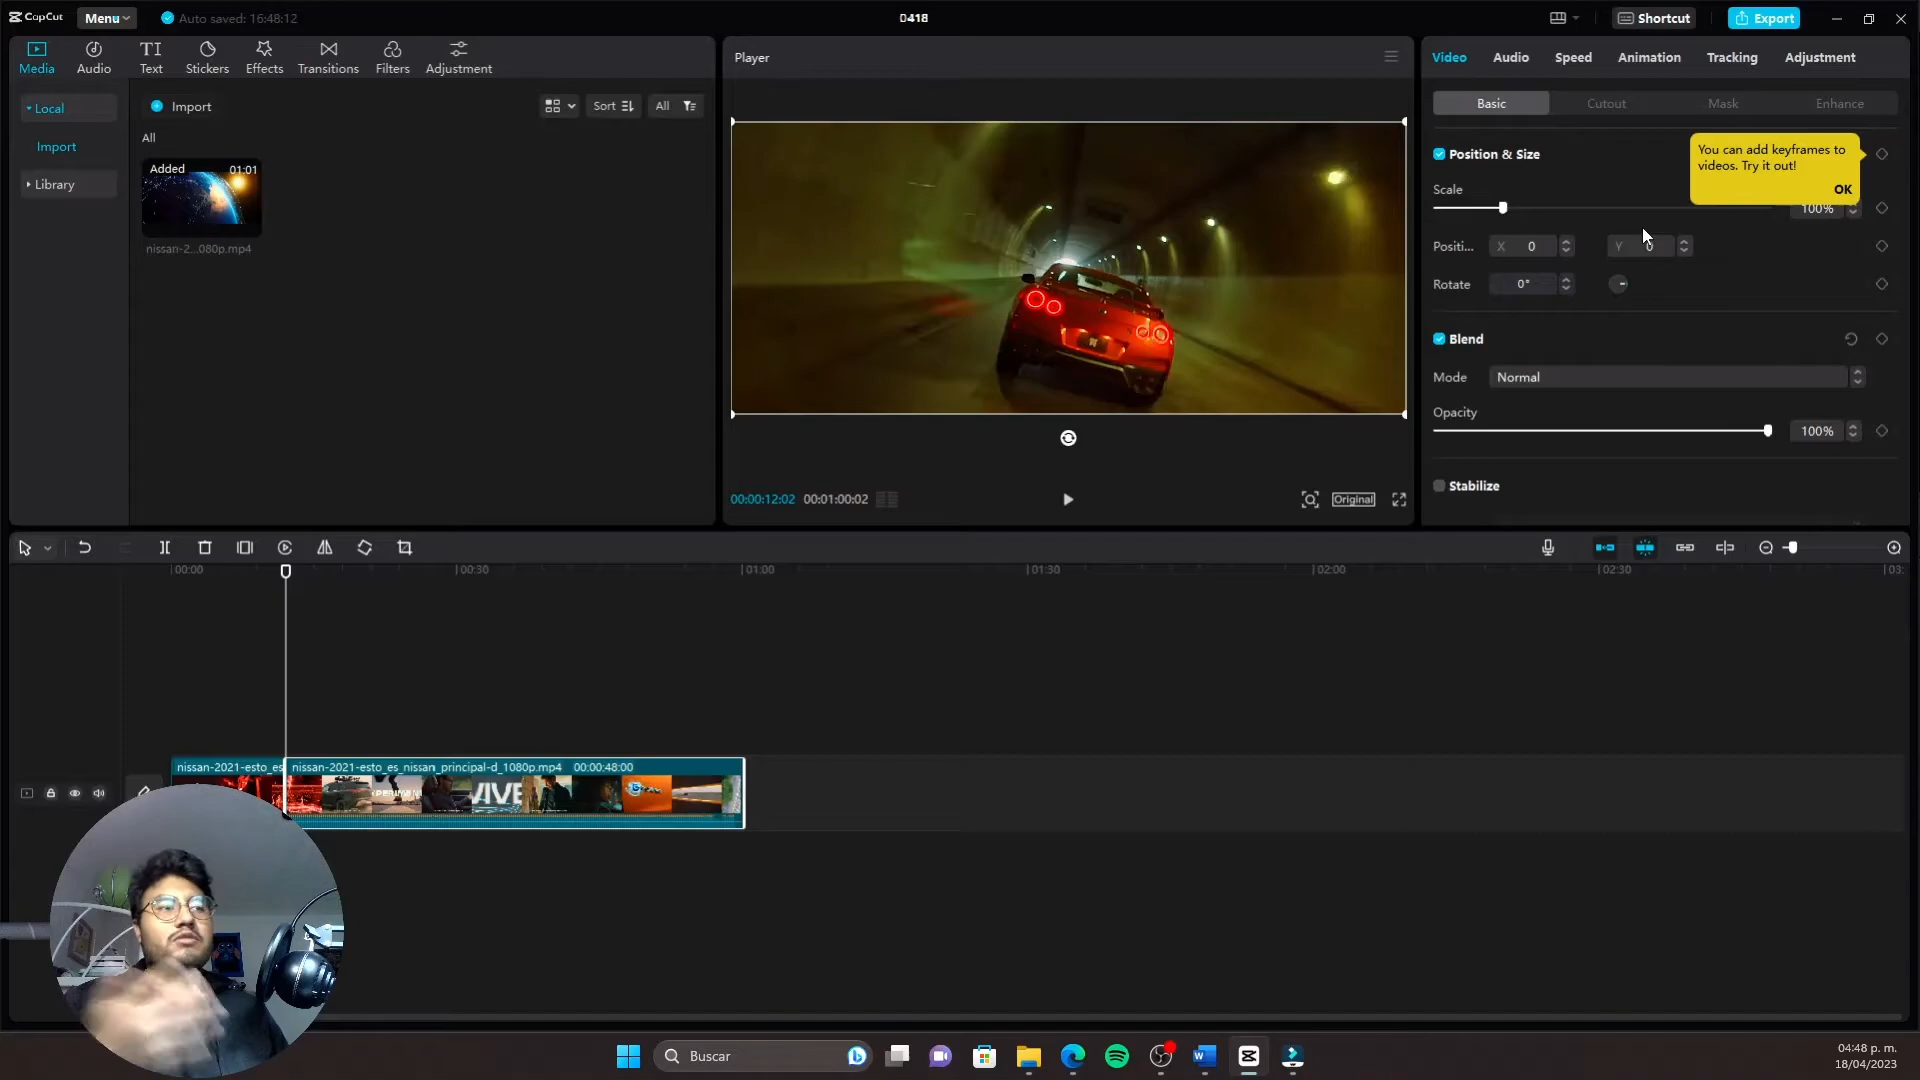 CapCut
Menu
Auto saved: 16:48:12
0418
Shortcut
Export
Media
Audio
Text
Stickers
Effects
Transitions
Filters
Adjustment
Local
Import
Library
Import
Sort
All
All
Added
01:01
nissan-2...080p.mp4
Player
00:00:12:02
00:01:00:02
Original
Video
Audio
Speed
Animation
Tracking
Adjustment
Basic
Cutout
Mask
Enhance
Position & Size
You can add keyframes to
videos. Try it out!
OK
Scale
100%
Positi...
X 0
Y 0
Rotate
0°
Blend
Mode
Normal
Opacity
100%
Stabilize
00:00
00:30
01:00
01:30
02:00
02:30
03:
nissan-2021-esto_es
nissan-2021-esto_es_nissan_principal-d_1080p.mp4 00:00:48:00
Buscar
04:48 p. m.
18/04/2023